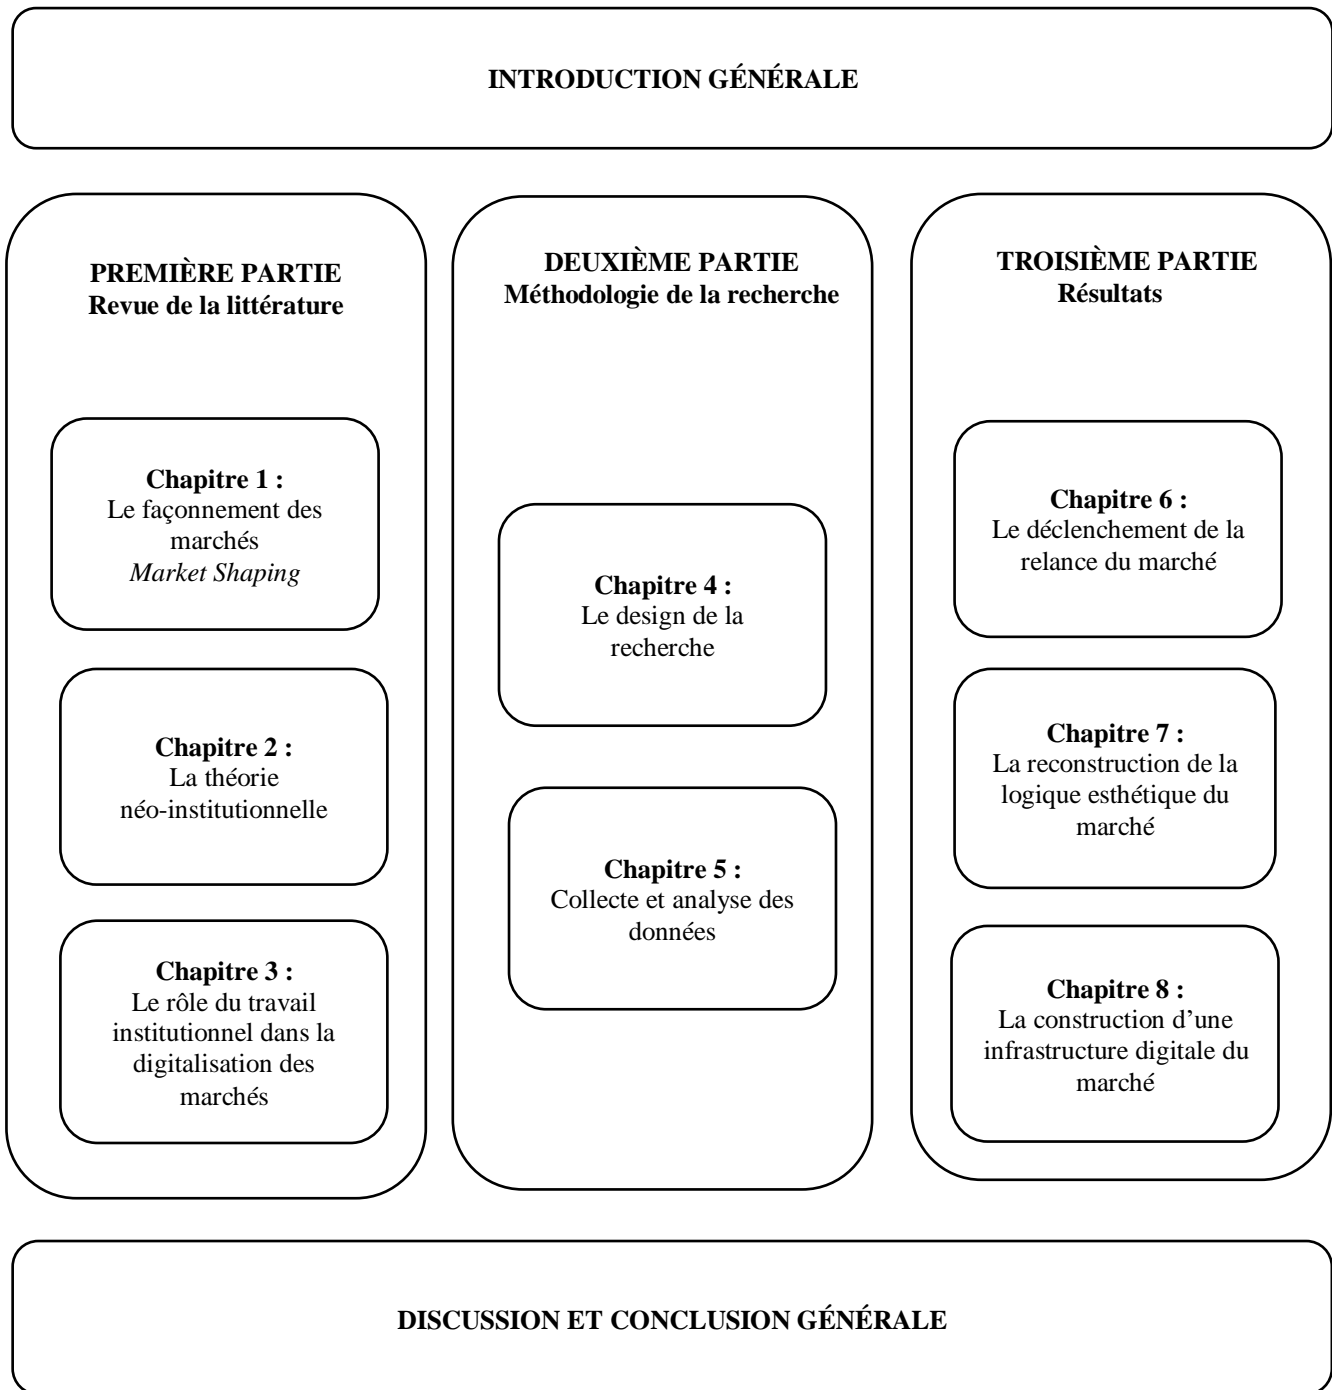 INTRODUCTION GÉNÉRALE
PREMIÈRE PARTIE
Revue de la littérature
Chapitre 1 :
Le façonnement des
marchés
Market Shaping
Chapitre 2 :
La théorie
néo-institutionnelle
Chapitre 3 :
Le rôle du travail
institutionnel dans la
digitalisation des
marchés
DEUXIÈME PARTIE
Méthodologie de la recherche
Chapitre 4 :
Le design de la
recherche
Chapitre 5 :
Collecte et analyse des
données
TROISIÈME PARTIE
Résultats
Chapitre 6 :
Le déclenchement de la
relance du marché
Chapitre 7 :
La reconstruction de la
logique esthétique du
marché
Chapitre 8 :
La construction d’une
infrastructure digitale du
marché
DISCUSSION ET CONCLUSION GÉNÉRALE